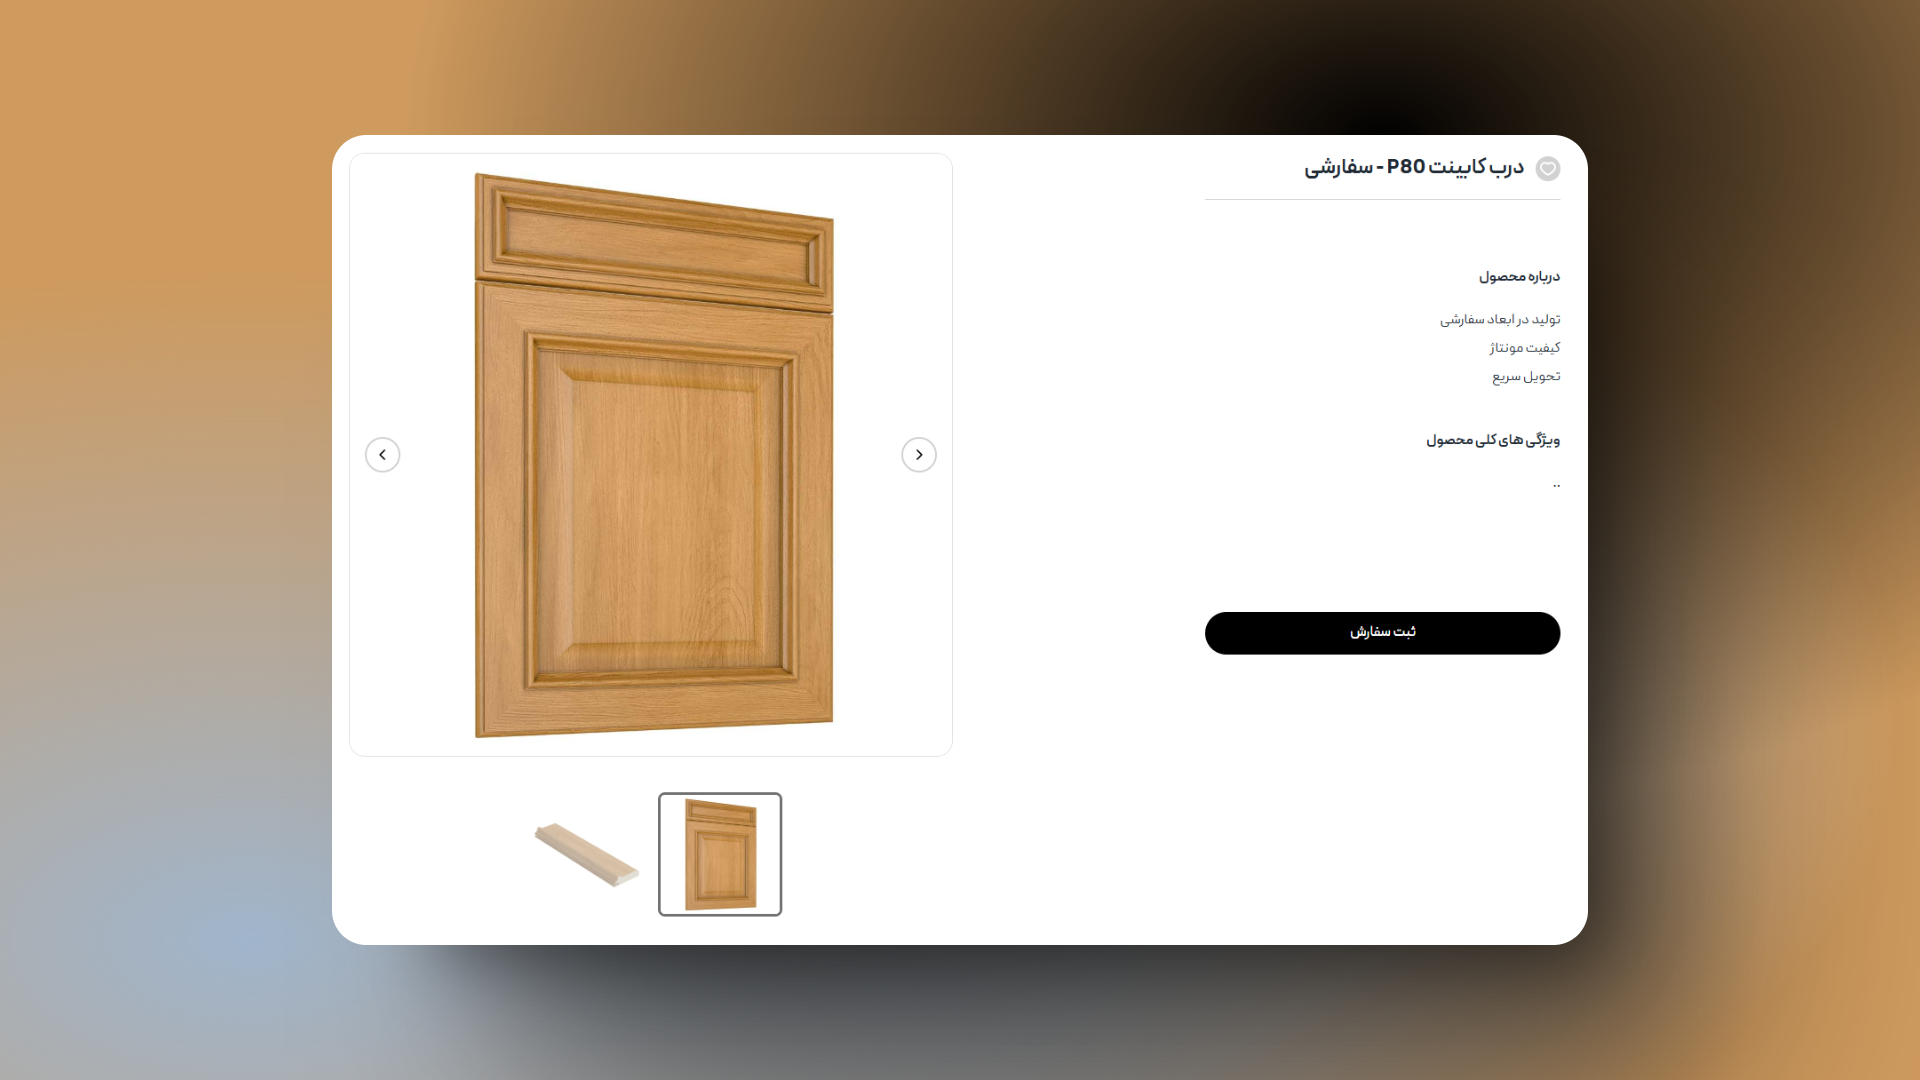 درب کابینت P80 - سفارشی
درباره محصول
تولید در ابعاد سفارشی
کیفیت مونتاژ
تحویل سریع
ویژگی های کلی محصول
..
ثبت سفارش